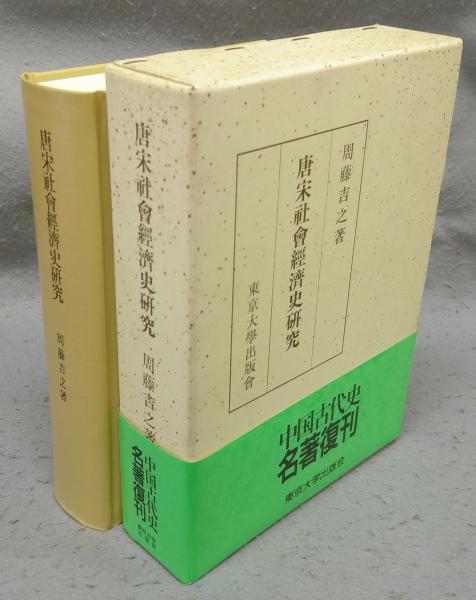 唐宋社會經濟史研究
周藤吉之著
唐宋社會經濟史研究
周藤吉之著
中国古代史
名著復刊
周藤吉之著
唐宋社會經濟史研究
東京大學出版會
中国古代史
名著復刊
東京大学出版会